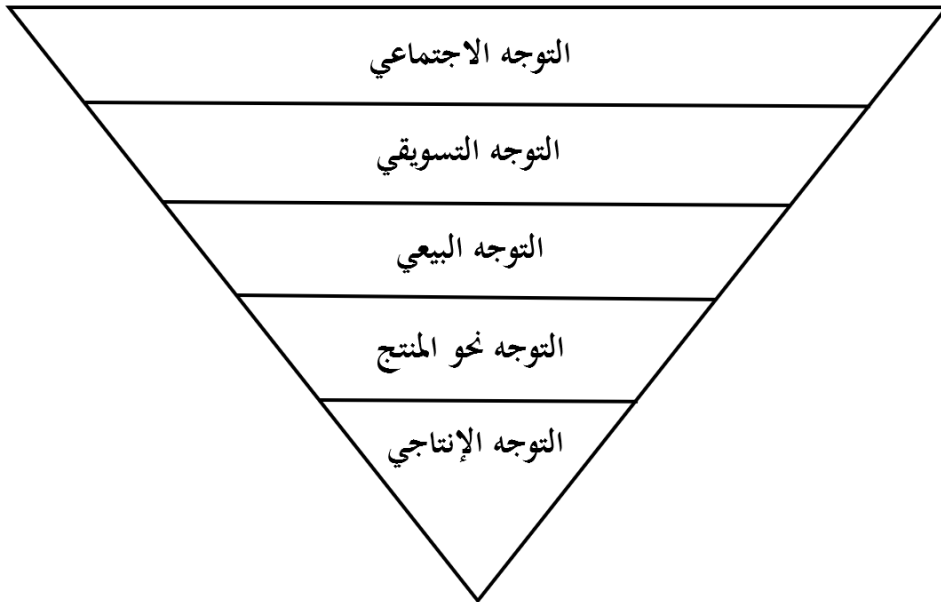 التوجه الاجتماعي
التوجه التسويقي
التوجه البيعي
التوجه نحو المنتج
التوجه الإنتاجي